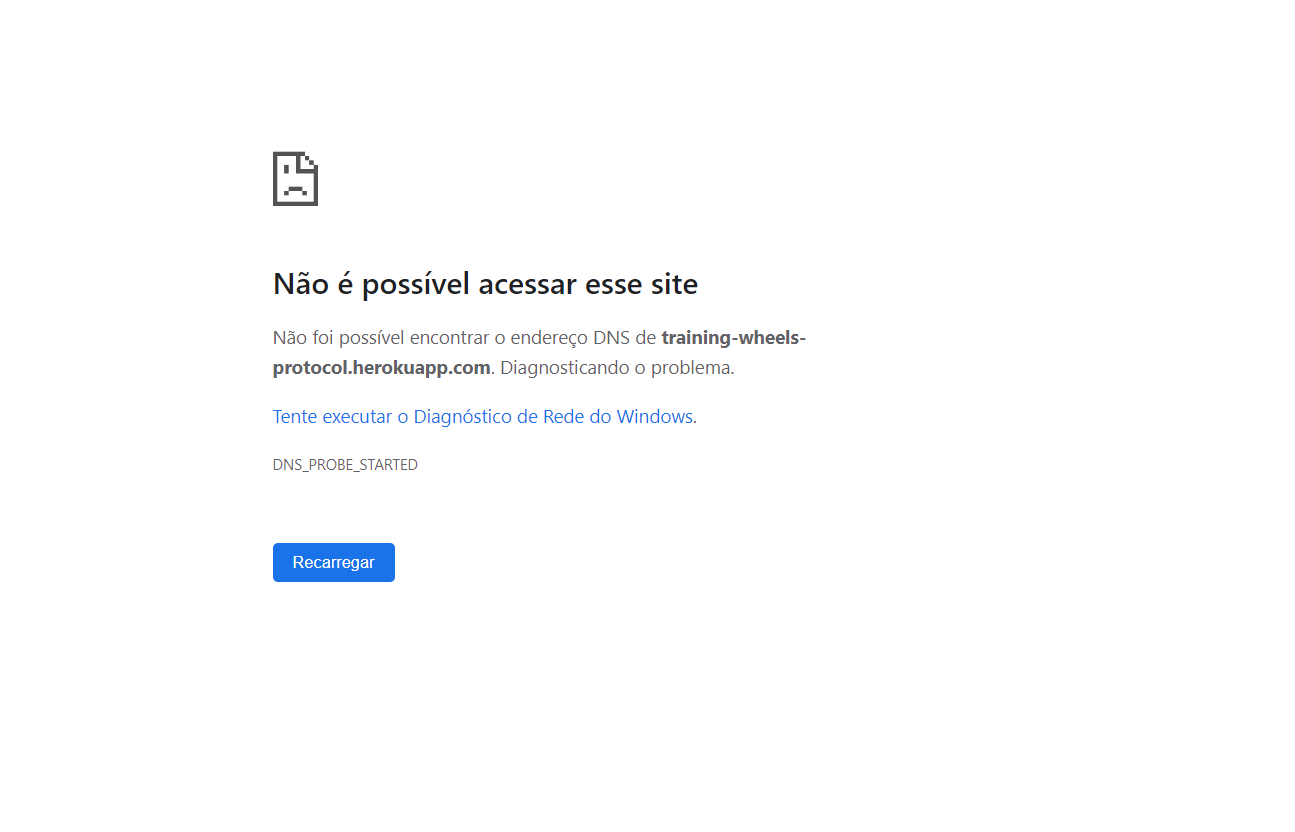 Não é possível acessar esse site
Não foi possível encontrar o endereço DNS de training-wheels-
protocol.herokuapp.com. Diagnosticando o problema.
Tente executar o Diagnóstico de Rede do Windows.
DNS_PROBE_STARTED
Recarregar